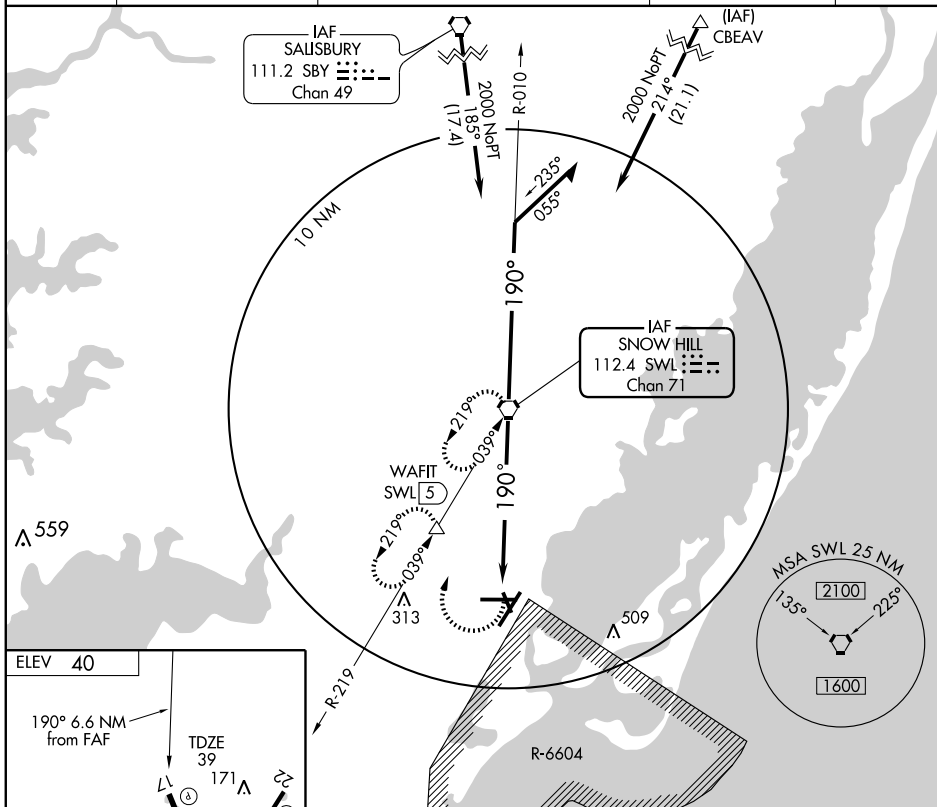 IAF
SALISBURY
111.2 SBY
Chan 49
2000 NoPT
185°
(17.4)
R-010
(IAF)
CBEAV
2000 NoPT
214°
(21.1)
10 NM
235°
055°
190°
IAF
SNOW HILL
112.4 SWL
Chan 71
219°
039°
190°
WAFIT
SWL 5
219°
039°
559
313
509
R-219
MSA SWL 25 NM
135°
2100
225°
1600
R-6604
ELEV 40
190° 6.6 NM
from FAF
TDZE
39
171
17
P
22